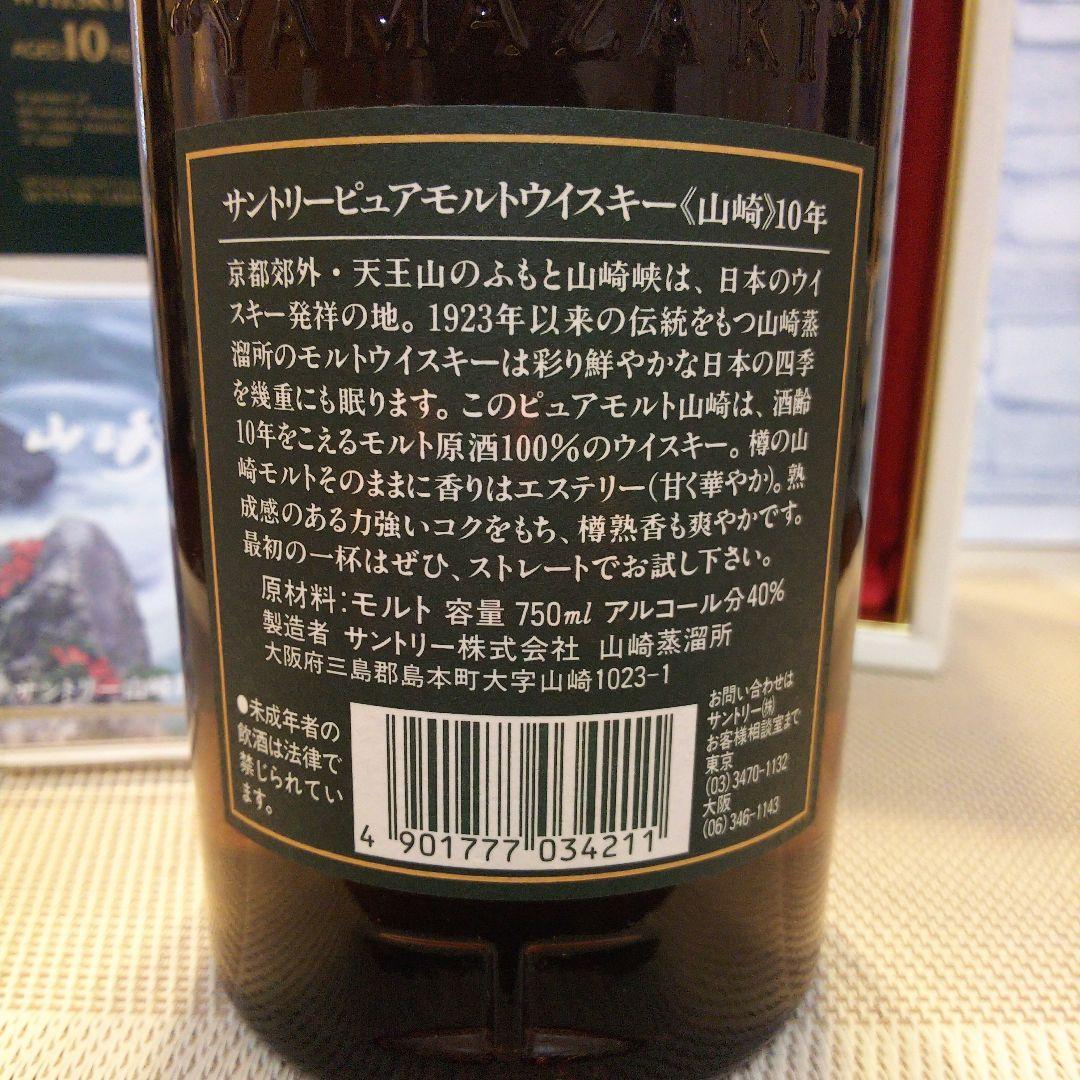 YAMAZAKI
WHISKY
AGED 10
サントリーピュアモルトウイスキー《山崎》10年
京都郊外・天王山のふもと山崎峡は、日本のウイ
スキー発祥の地。1923年以来の伝統をもつ山崎蒸
溜所のモルトウイスキーは彩り鮮やかな日本の四季
を幾重にも眠ります。このピュアモルト山崎は、酒齢
10年をこえるモルト原酒100%のウイスキー。樽の山
崎モルトそのままに香りはエステリー(甘く華やか)。熟
成感のある力強いコクをもち、樽熟香も爽やかです。
最初の一杯はぜひ、ストレートでお試し下さい。
原材料:モルト 容量 750ml アルコール分40%
製造者 サントリー株式会社 山崎蒸溜所
大阪府三島郡島本町大字山崎1023-1
●未成年者の
飲酒は法律で
禁じられてい
ます。
4 901777 034211
お問い合わせは
サントリー㈱
お客様相談室まで
東京
(03)3470-1132
大阪
(06)346-1143
山崎
サントリー山崎